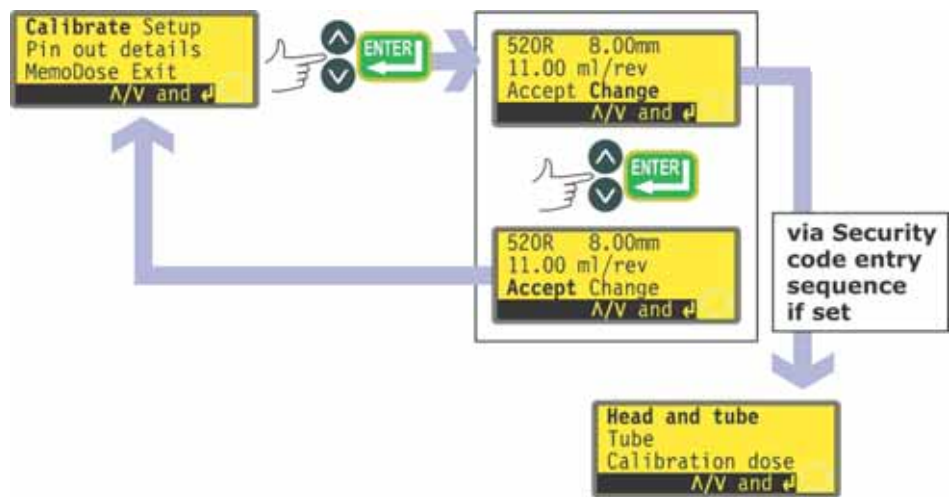 Calibrate Setup
Pin out details
MemoDose Exit
Λ/V and ↲
ENTER
520R 8.00mm
11.00 ml/rev
Accept Change
Λ/V and ↲
ENTER
520R 8.00mm
11.00 ml/rev
Accept Change
Λ/V and ↲
via Security
code entry
sequence
if set
Head and tube
Tube
Calibration dose
Λ/V and ↲